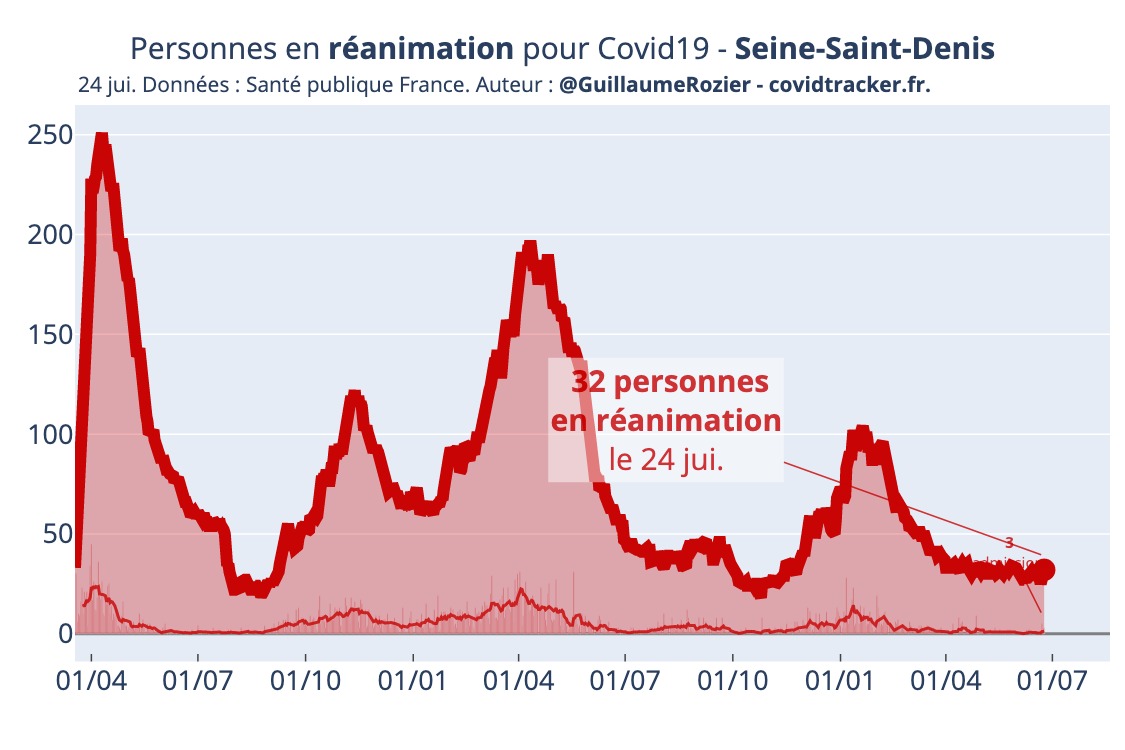 Personnes en réanimation pour Covid19 - Seine-Saint-Denis
24 jui. Données : Santé publique France. Auteur : @GuillaumeRozier - covidtracker.fr.
250
200
150
100
50
0
32 personnes
en réanimation
le 24 jui.
3
01/04 01/07 01/10 01/01 01/04 01/07 01/10 01/01 01/04 01/07